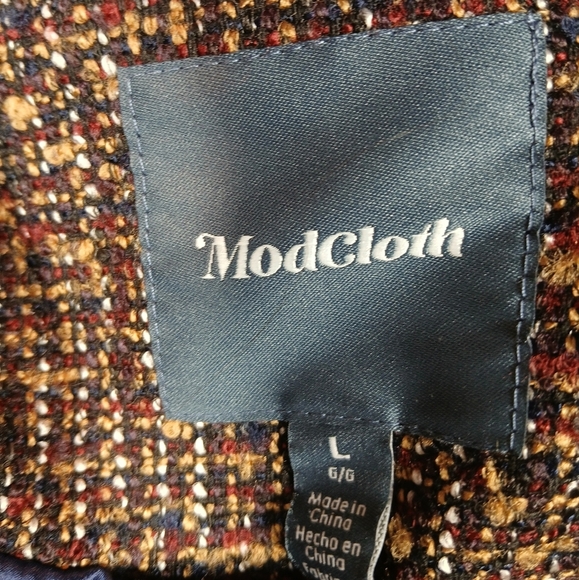 ModCloth
L
G/G
Made in
China
Hecho en
China